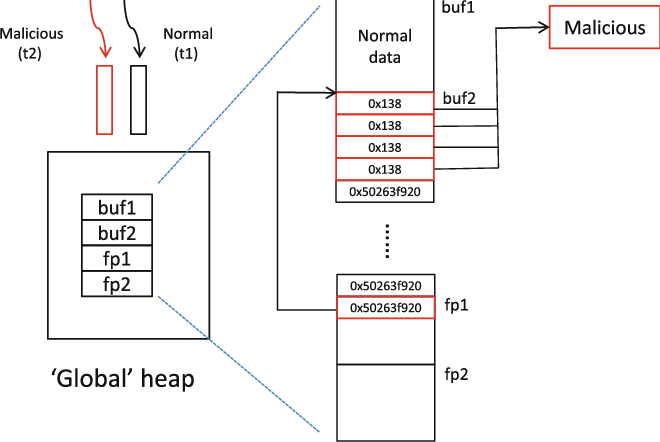 Malicious
(t2)
Normal
(t1)
buf1
buf2
fp1
fp2
'Global' heap
buf1
Normal
data
buf2
0x138
0x138
0x138
0x138
0x50263f920
0x50263f920
0x50263f920
fp1
fp2
Malicious